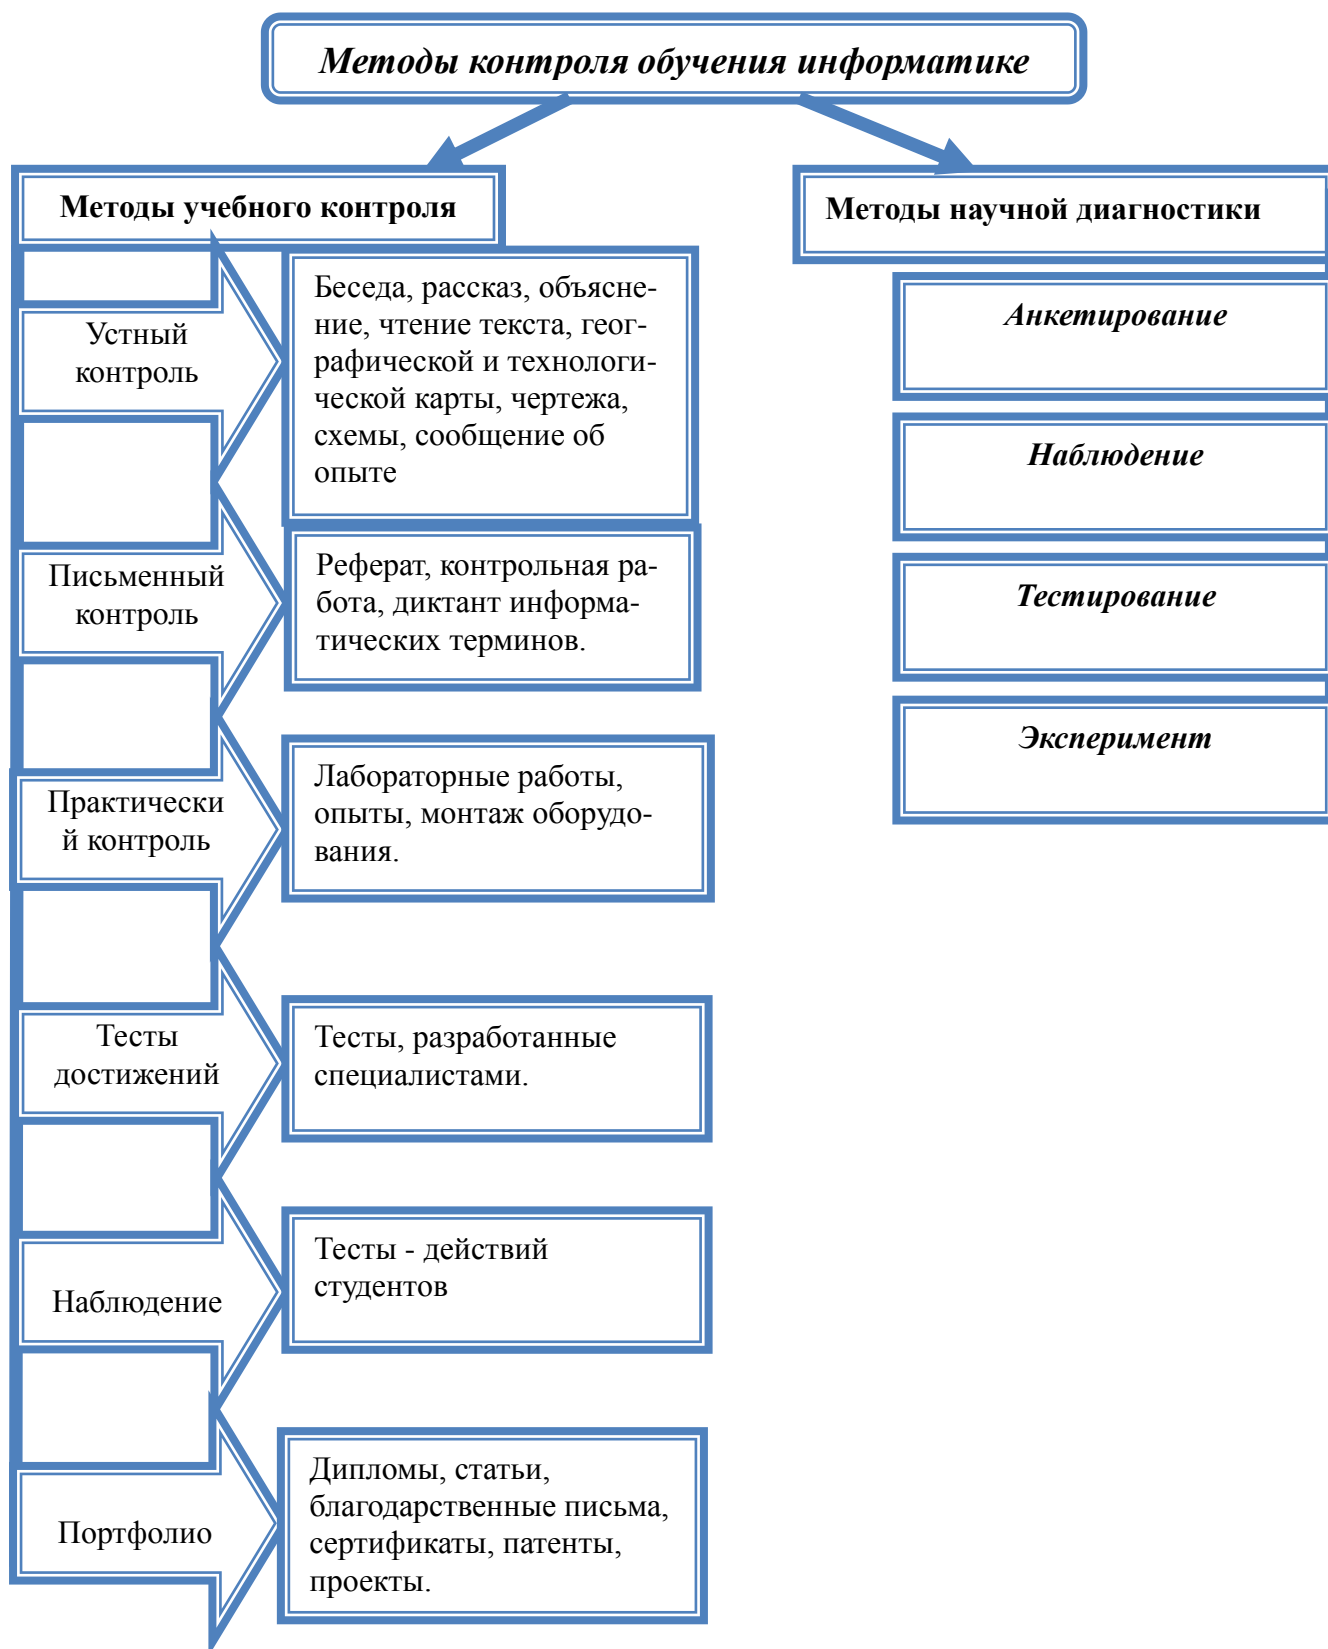 Методы контроля обучения информатике
Методы учебного контроля
Методы научной диагностики
Устный
контроль
Беседа, рассказ, объясне-
ние, чтение текста, геог-
рафической и технологи-
ческой карты, чертежа,
схемы, сообщение об
опыте
Письменный
контроль
Реферат, контрольная ра-
бота, диктант информа-
тических терминов.
Практически
й контроль
Лабораторные работы,
опыты, монтаж оборудо-
вания.
Тесты
достижений
Тесты, разработанные
специалистами.
Наблюдение
Тесты - действий
студентов
Портфолио
Дипломы, статьи,
благодарственные письма,
сертификаты, патенты,
проекты.
Анкетирование
Наблюдение
Тестирование
Эксперимент